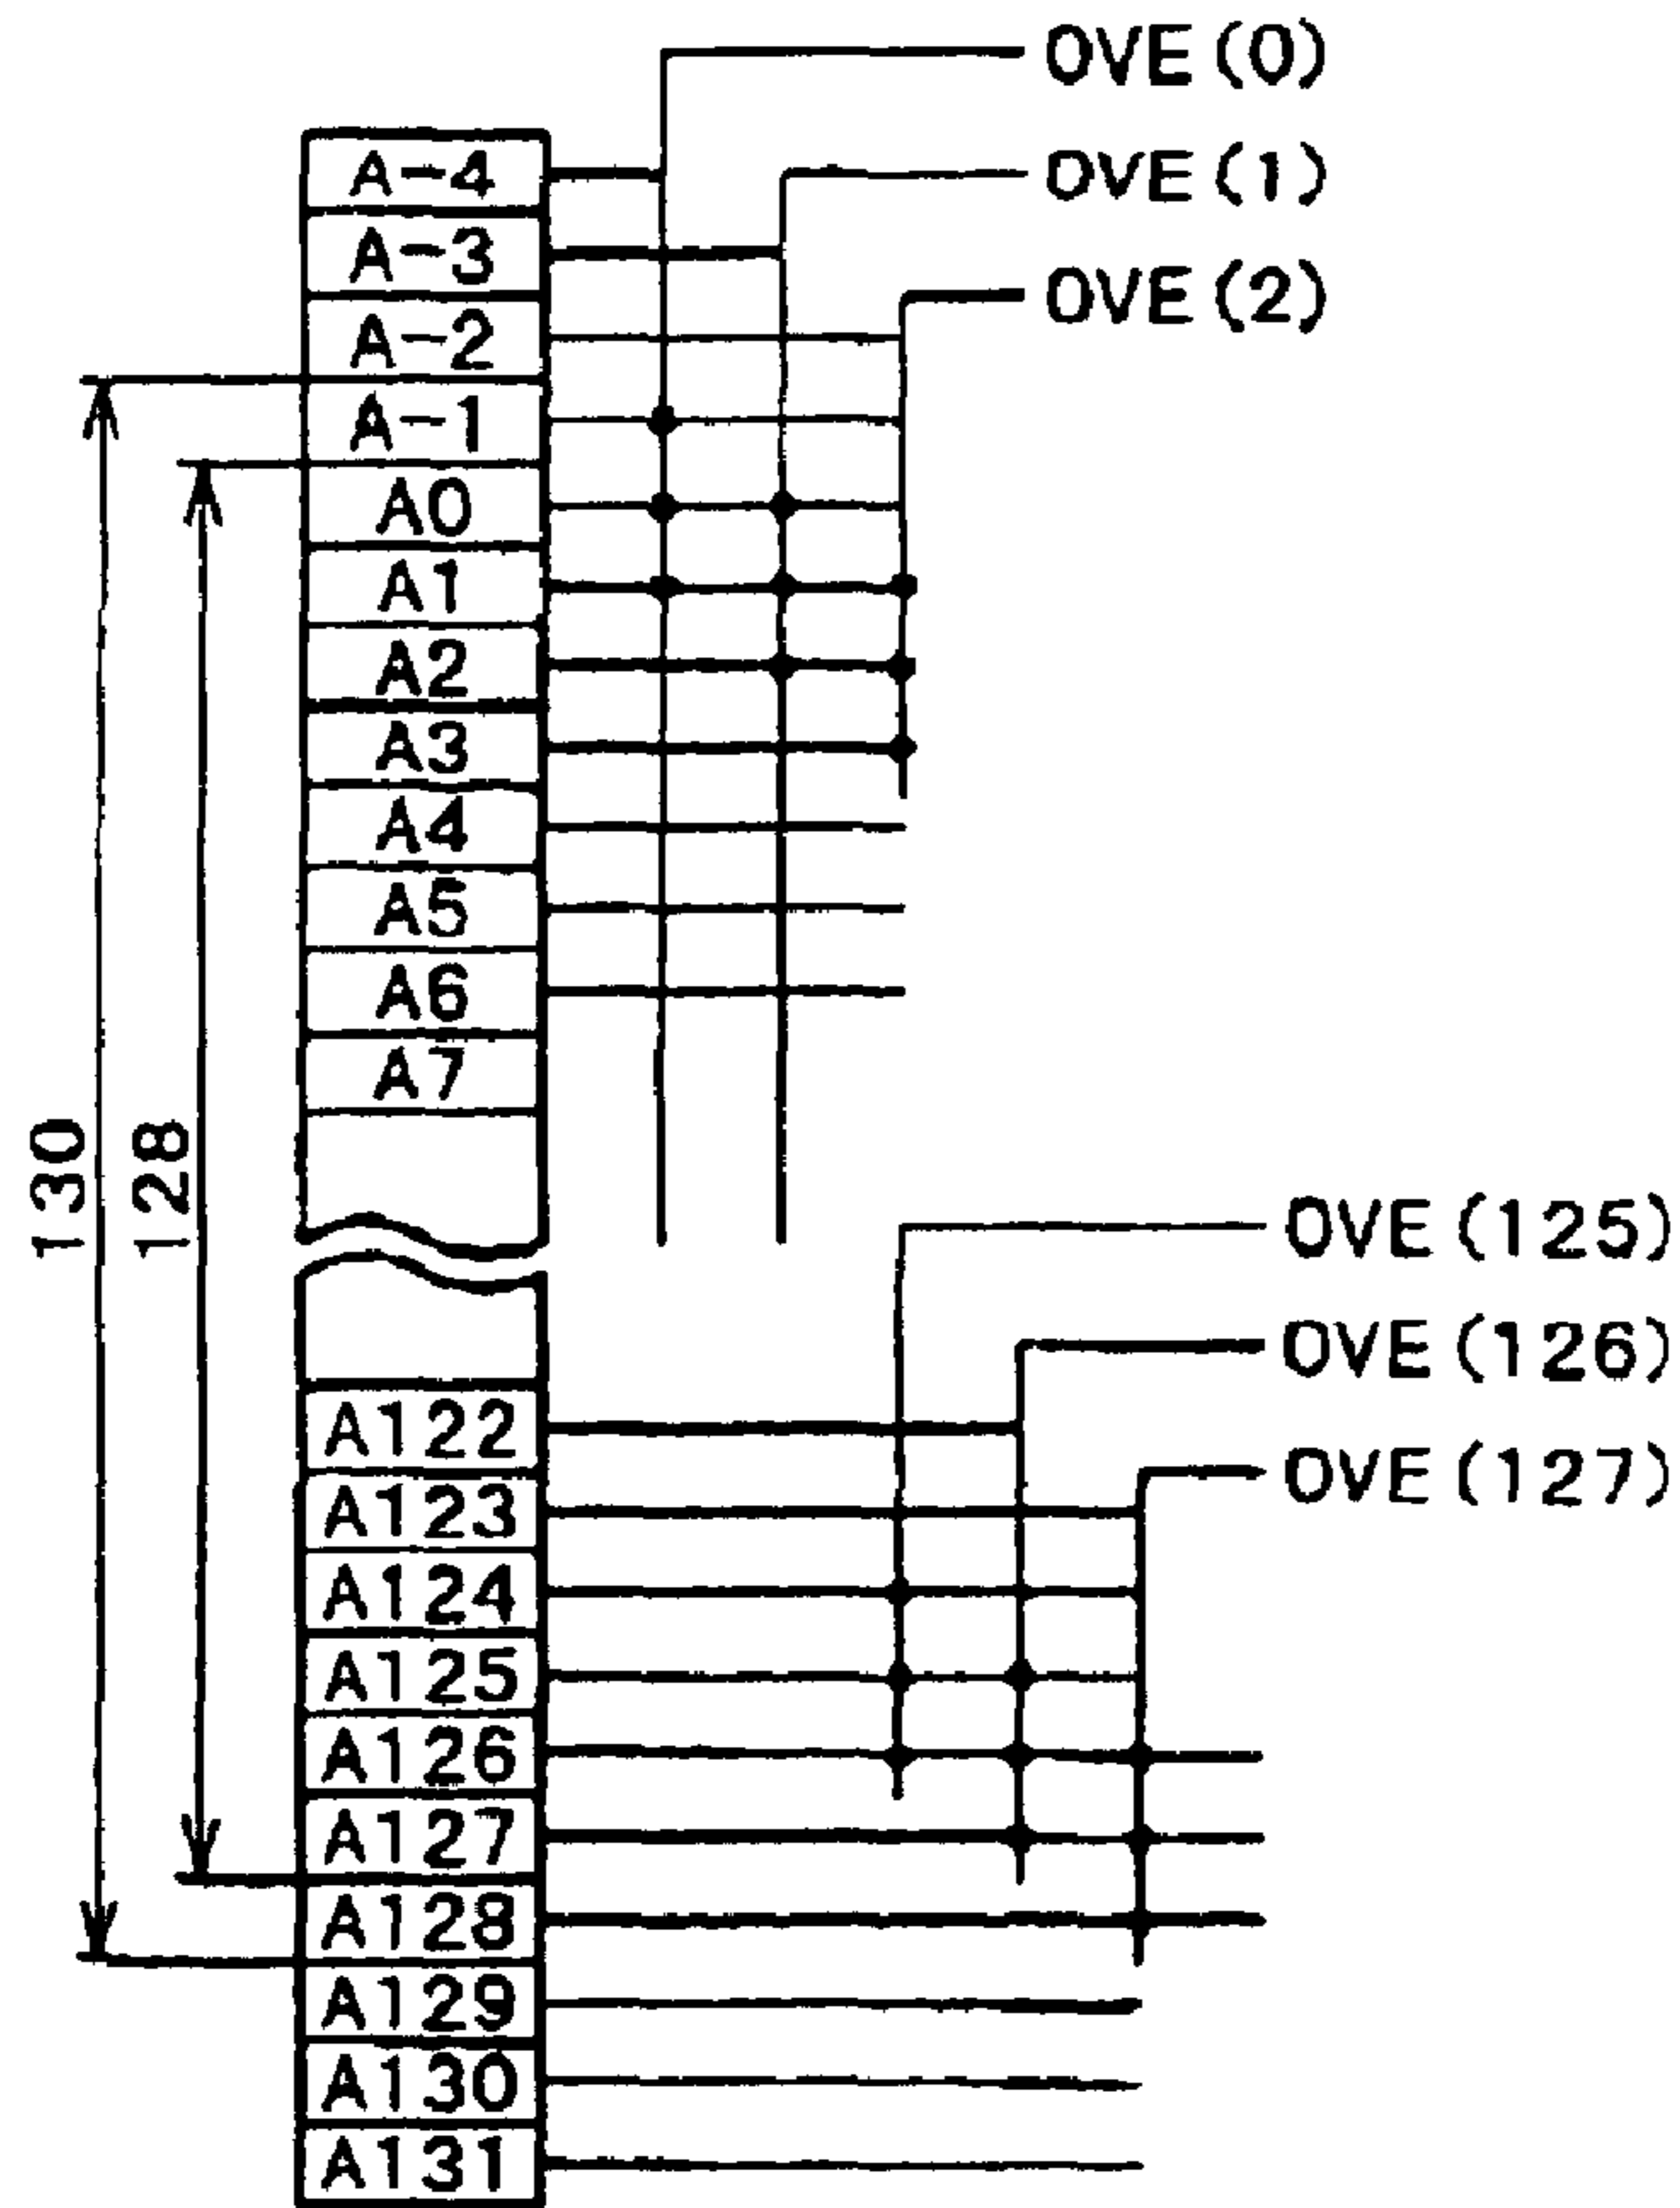 OVE(0)
OVE(1)
OVE(2)
A-4
A-3
A-2
A-1
A0
A1
A2
A3
A4
A5
A6
A7
130
128
OVE(125)
OVE(126)
OVE(127)
A122
A123
A124
A125
A126
A127
A128
A129
A130
A131